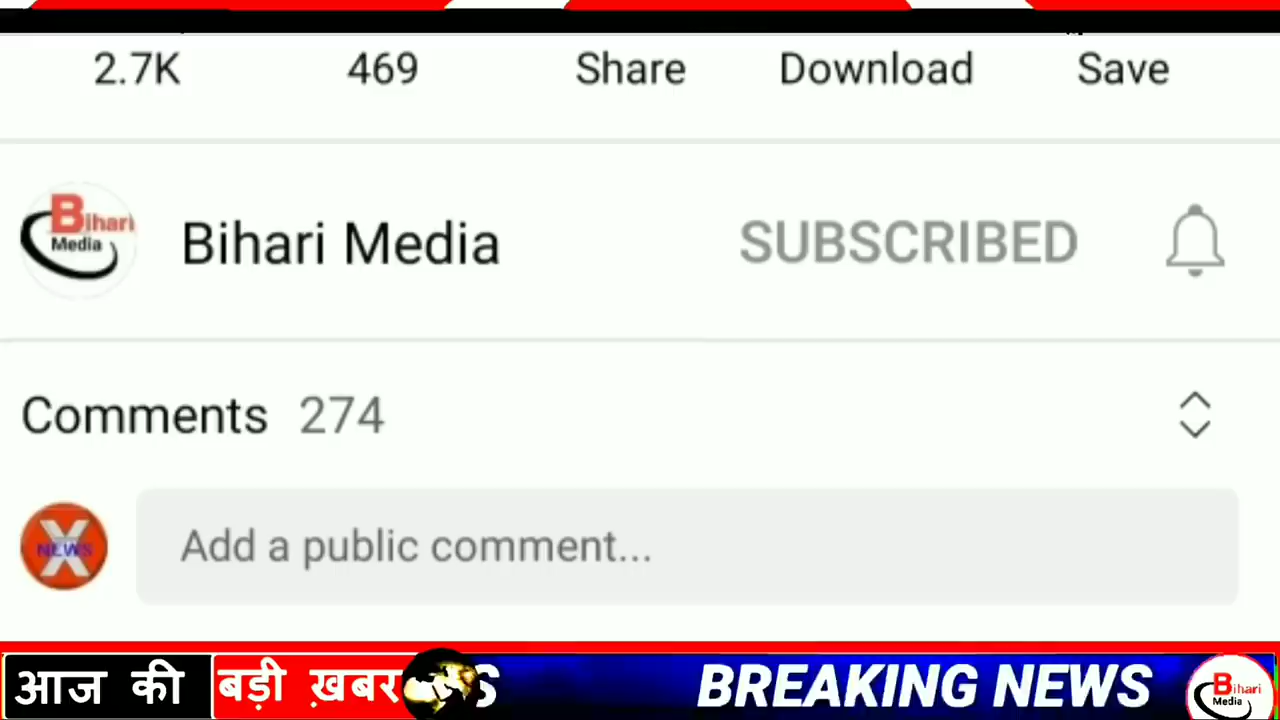 2.7K 469 Share Download Save
Bihari Media
Bihari Media SUBSCRIBED
Comments 274
NEWS X
Add a public comment...
आज की बड़ी ख़बर S BREAKING NEWS
Bihari Media